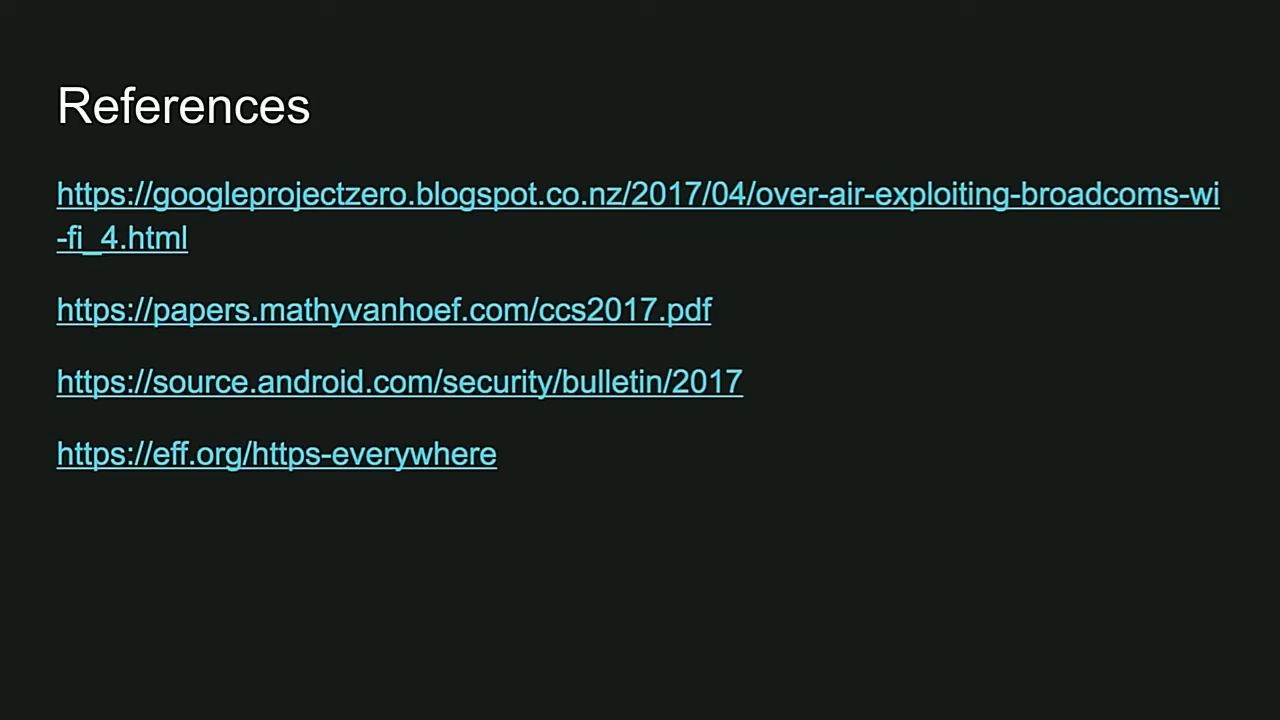 References
https://googleprojectzero.blogspot.co.nz/2017/04/over-air-exploiting-broadcoms-wi
-fi_4.html
https://papers.mathyvanhoef.com/ccs2017.pdf
https://source.android.com/security/bulletin/2017
https://eff.org/https-everywhere